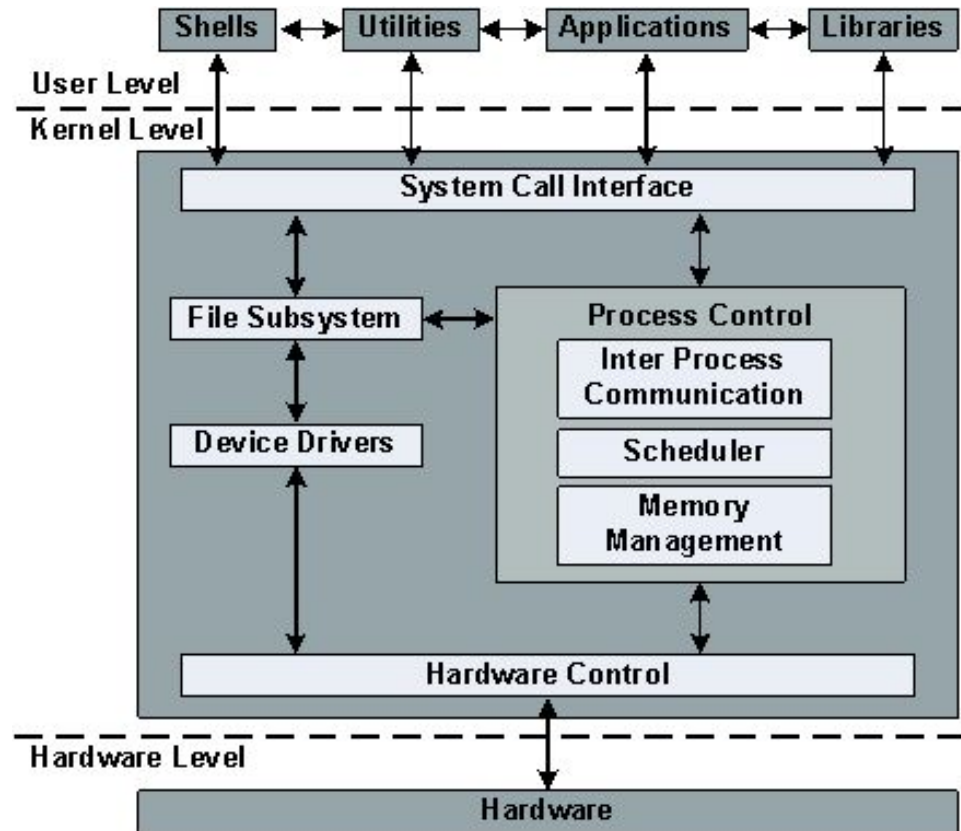 Shells
Utilities
Applications
Libraries
User Level
Kernel Level
System Call Interface
File Subsystem
Process Control
Inter Process
Communication
Device Drivers
Scheduler
Memory
Management
Hardware Control
Hardware Level
Hardware